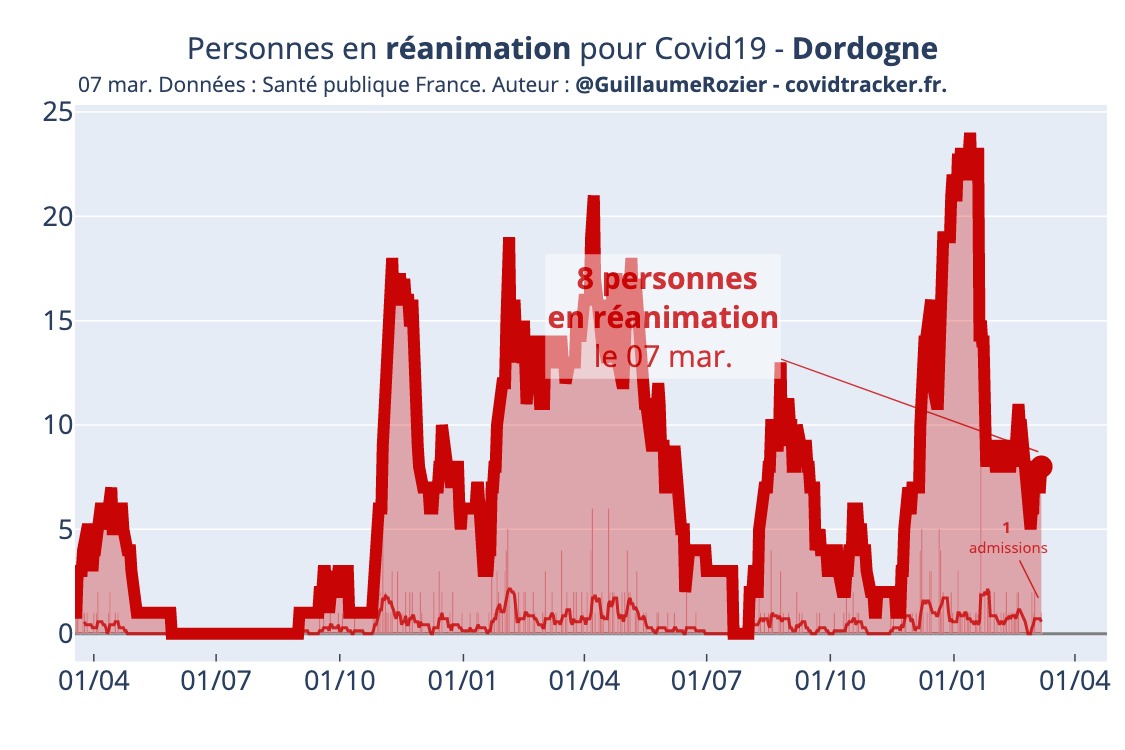 Personnes en réanimation pour Covid19 - Dordogne
07 mar. Données : Santé publique France. Auteur : @GuillaumeRozier - covidtracker.fr.
25
20
15
10
5
0
8 personnes
en réanimation
le 07 mar.
1
admissions
01/04 01/07 01/10 01/01 01/04 01/07 01/10 01/01 01/04